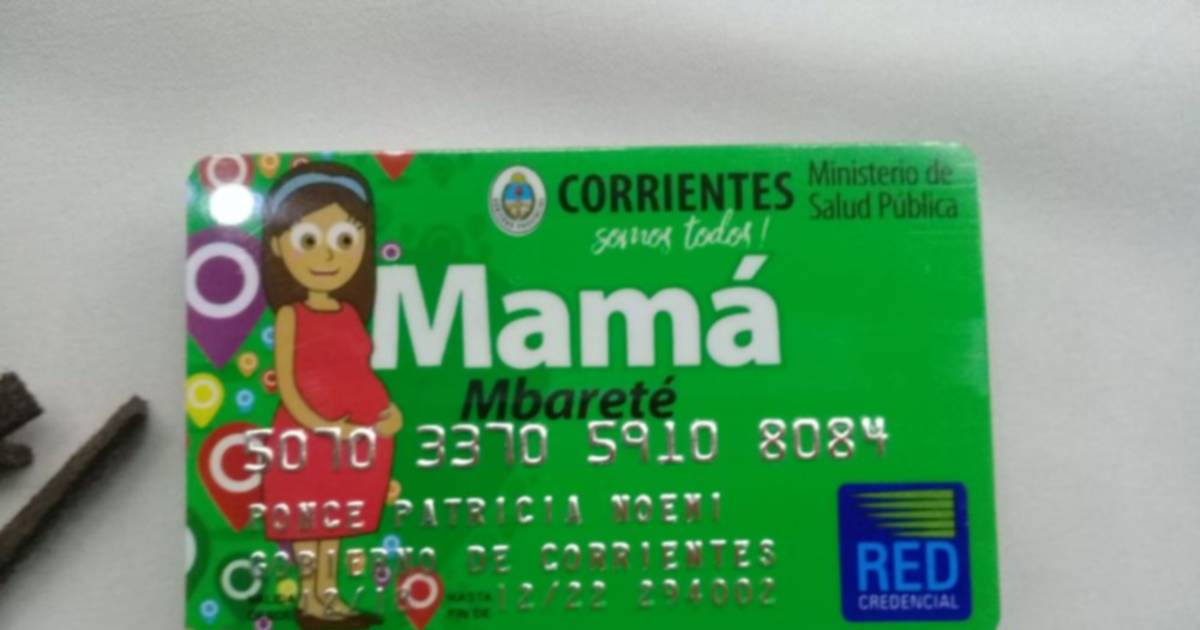 CORRIENTES
somos todos!
Ministerio de
Salud Pública
Mamá
Mbareté
5070 3370 5910 8084
PONCE PATRICIA NOEMI
GOBIERNO DE CORRIENTES
HASTA
FIN DE
12/22 294002
RED
CREDENCIAL